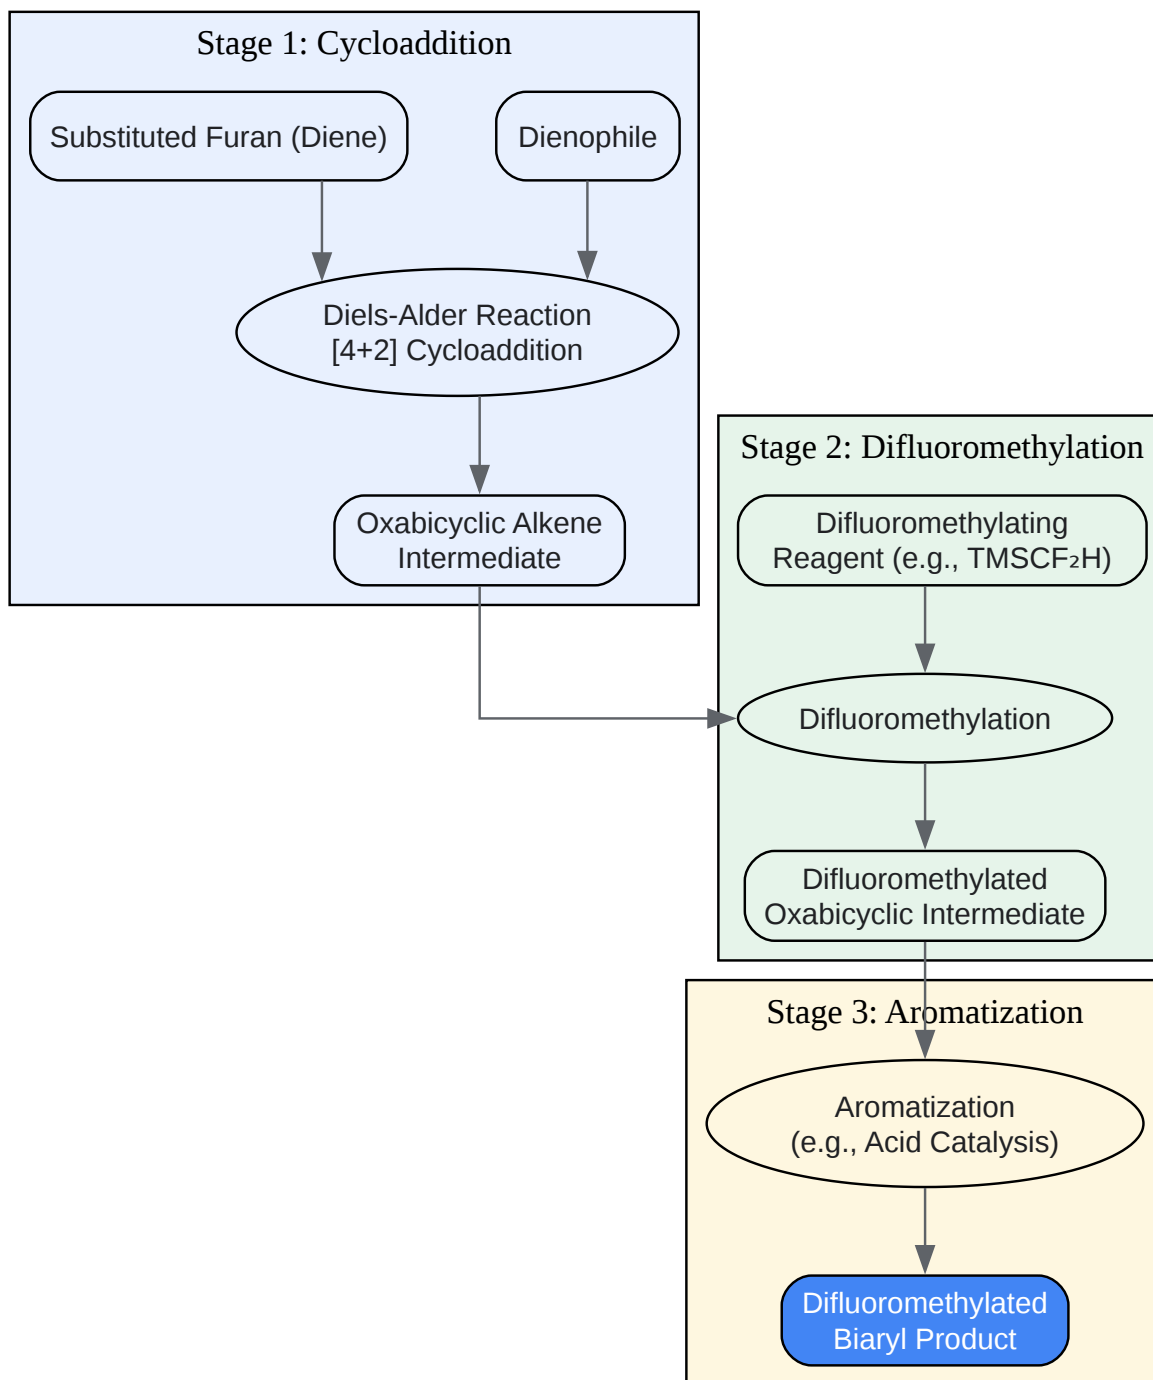 Stage 1: Cycloaddition
Substituted Furan (Diene)
Dienophile
Diels-Alder Reaction
[4+2] Cycloaddition
Oxabicyclic Alkene
Intermediate
Stage 2: Difluoromethylation
Difluoromethylating
Reagent (e.g., TMSCF₂H)
Difluoromethylation
Difluoromethylated
Oxabicyclic Intermediate
Stage 3: Aromatization
Aromatization
(e.g., Acid Catalysis)
Difluoromethylated
Biaryl Product